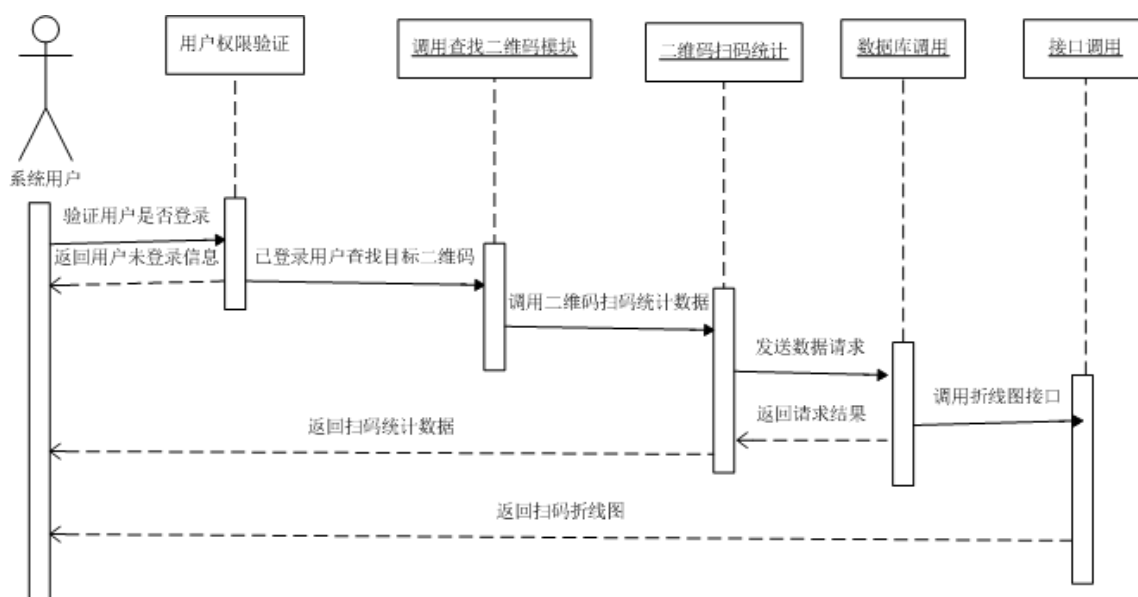 用户权限验证
调用查找二维码模块
二维码扫码统计
数据库调用
接口调用
系统用户
验证用户是否登录
返回用户未登录信息
已登录用户查找目标二维码
调用二维码扫码统计数据
发送数据请求
调用折线图接口
返回请求结果
返回扫码统计数据
返回扫码折线图